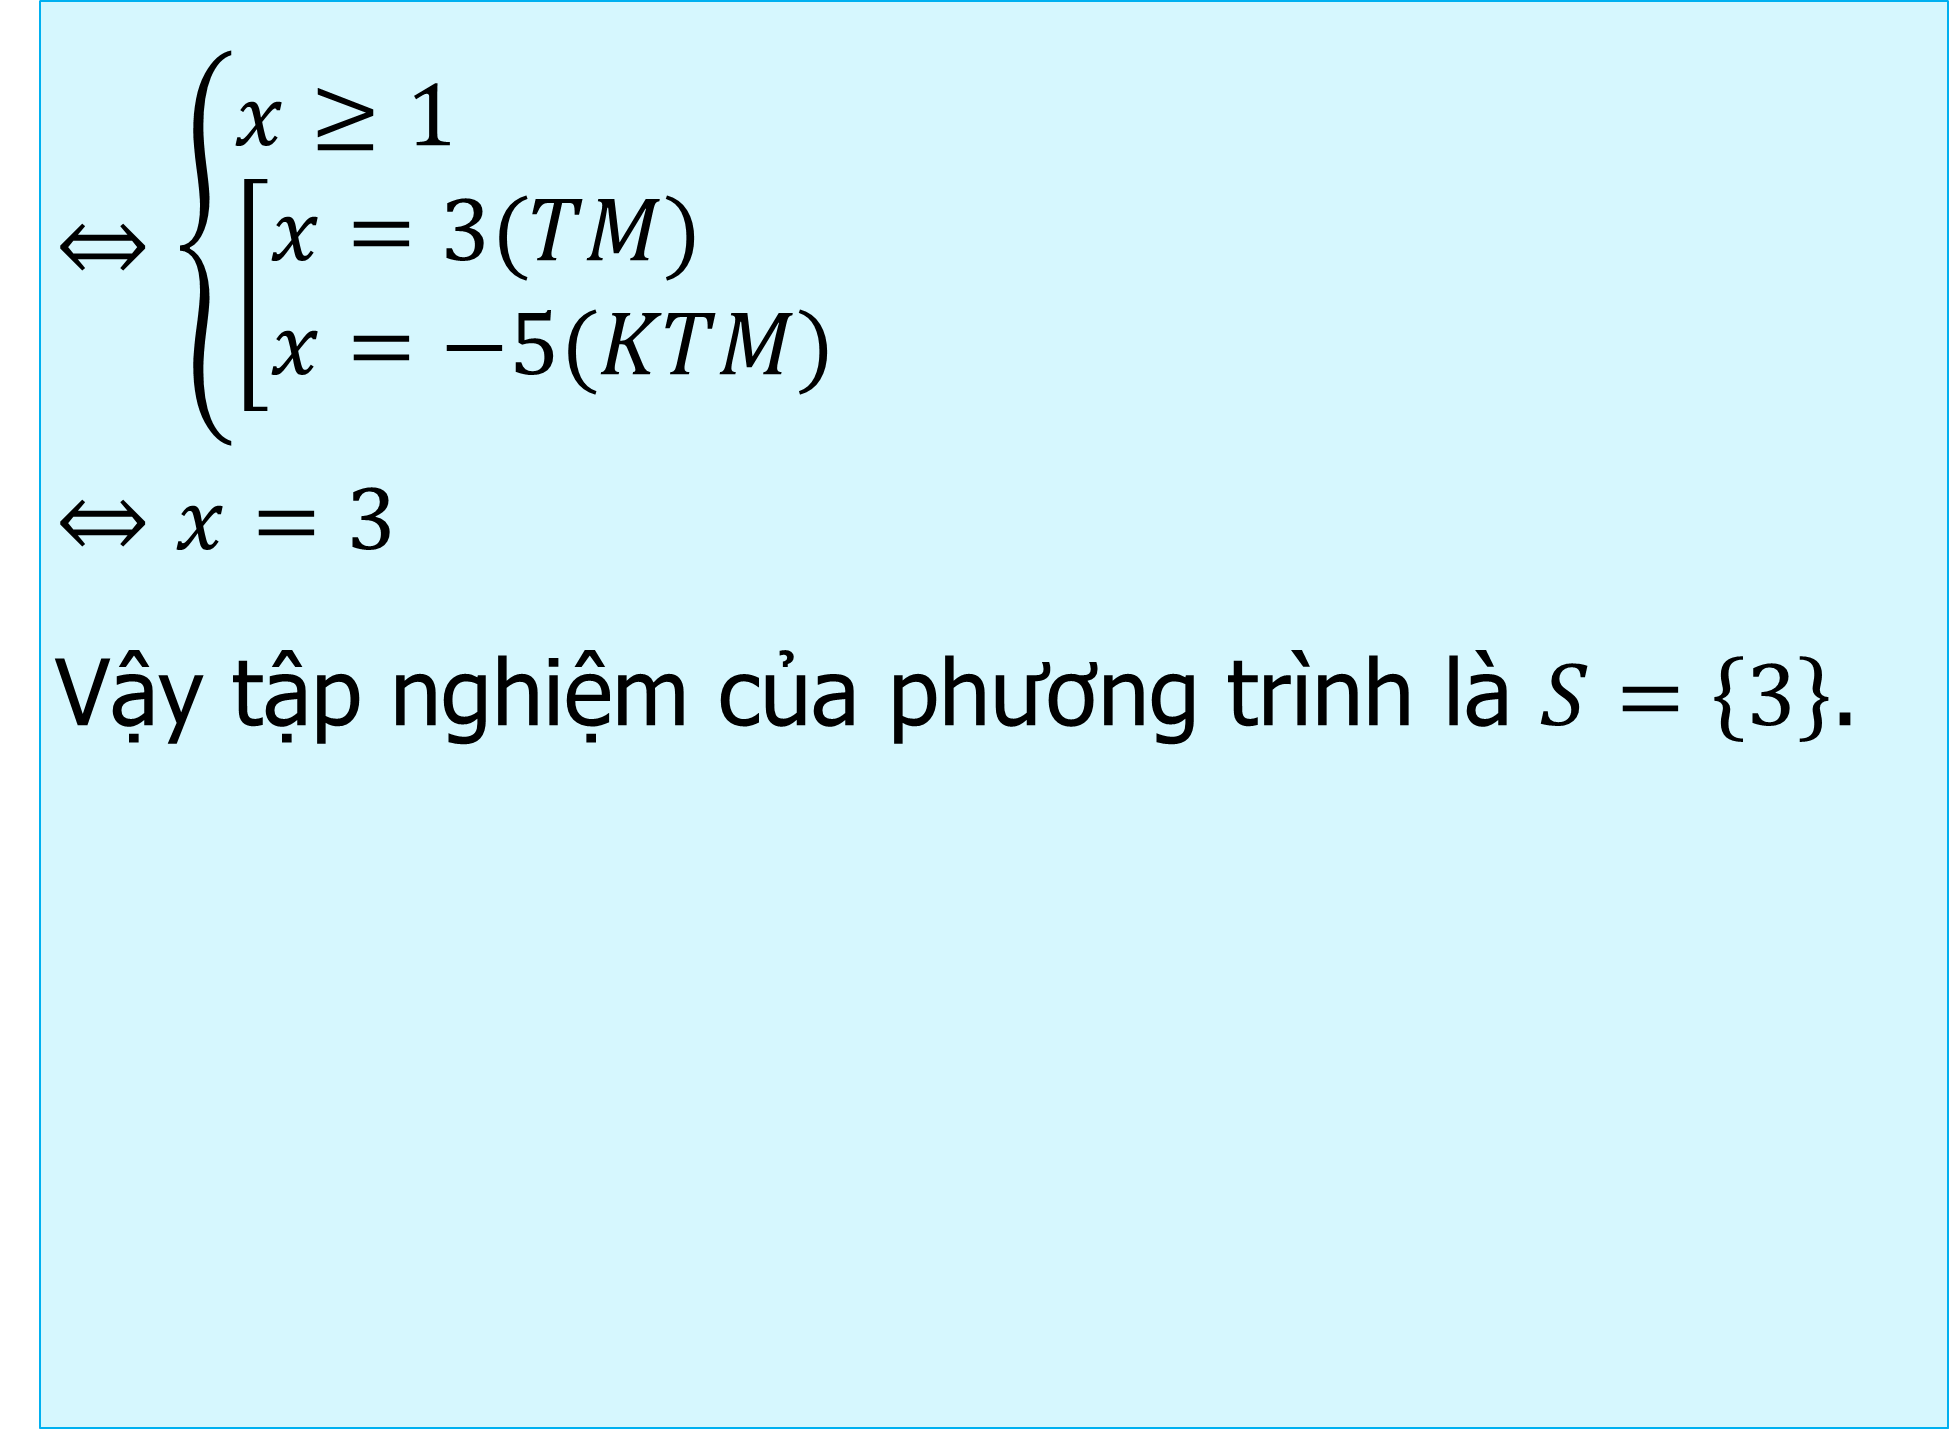 ⇔ { x ≥ 1
[ x = 3(TM)
x = −5(KTM)
⇔ x = 3
Vậy tập nghiệm của phương trình là S = {3}.